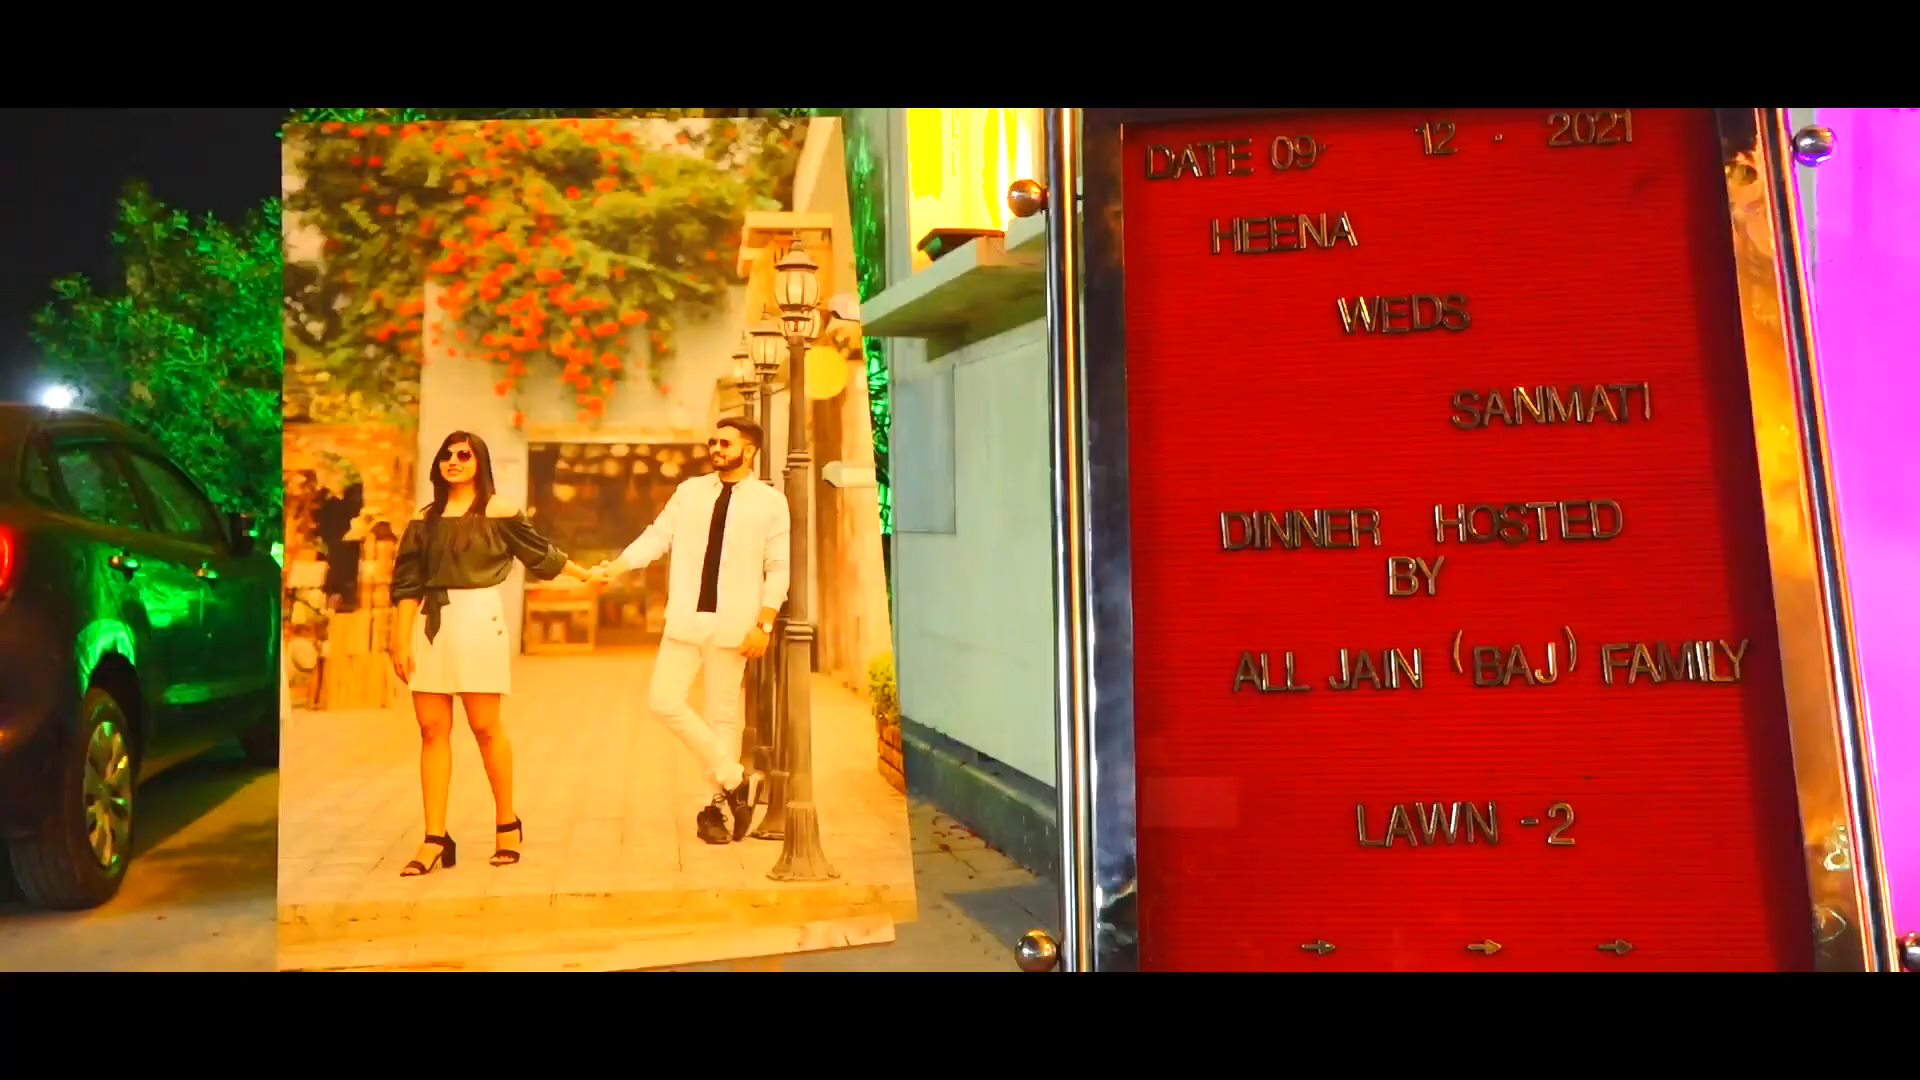 DATE 09· 12 · 2021
HEENA
WEDS
SANMATI
DINNER HOSTED
BY
ALL JAIN (BAJ) FAMILY
LAWN -2
→ → →